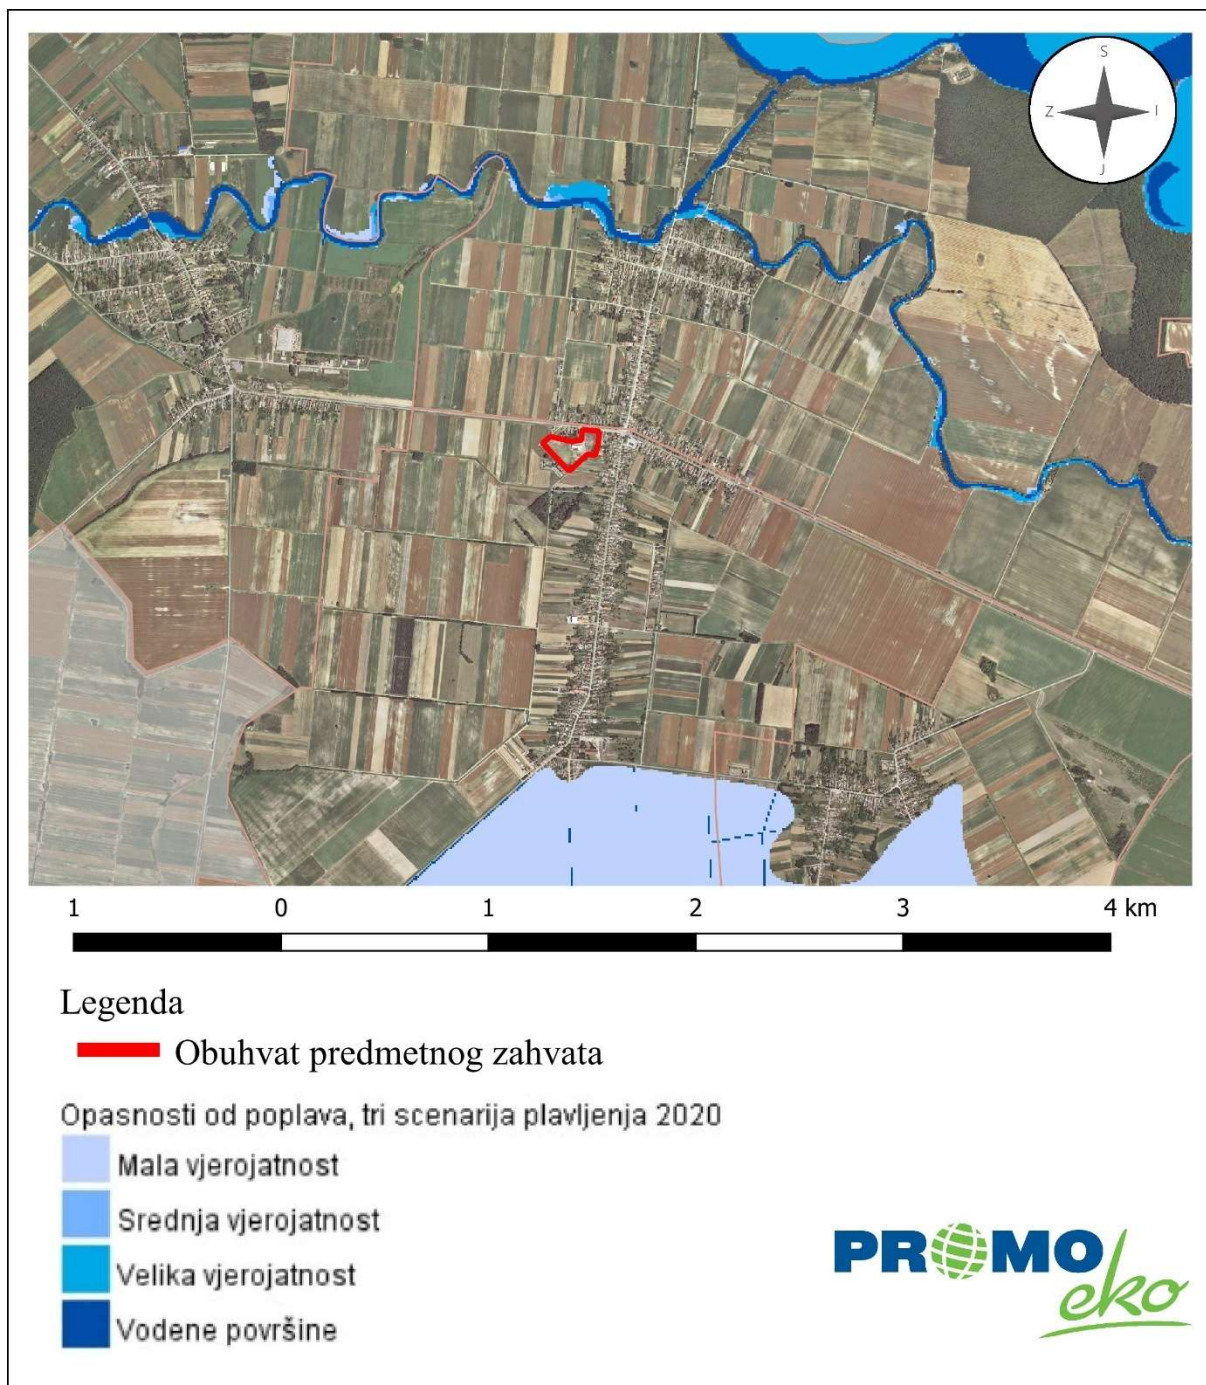 S
Z I
J
1 0 1 2 3 4 km
Legenda
Obuhvat predmetnog zahvata
Opasnosti od poplava, tri scenarija plavljenja 2020
Mala vjerojatnost
Srednja vjerojatnost
Velika vjerojatnost
Vodene površine
PROMO
eko